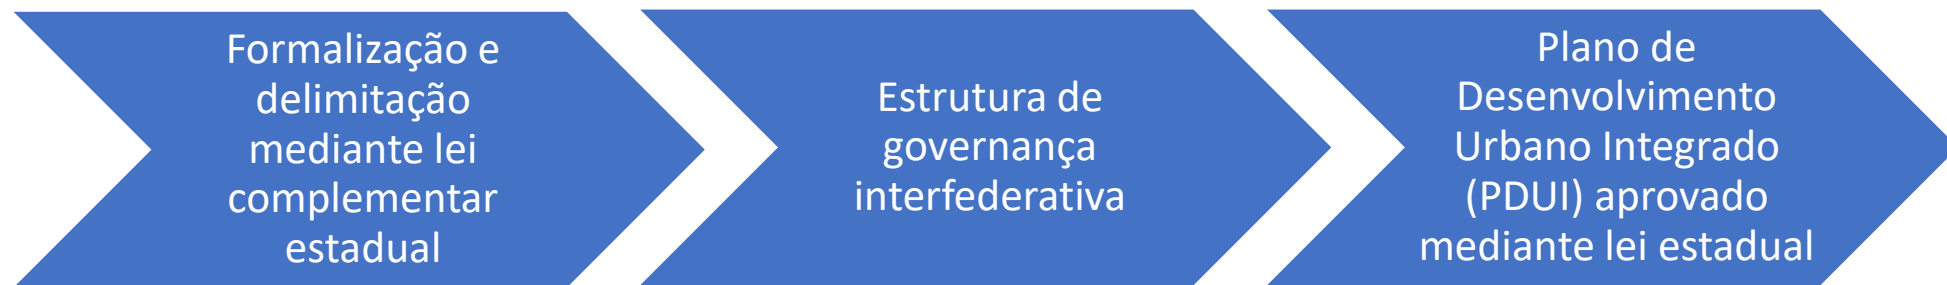 Formalização e
delimitação
mediante lei
complementar
estadual
Estrutura de
governança
interfederativa
Plano de
Desenvolvimento
Urbano Integrado
(PDUI) aprovado
mediante lei estadual